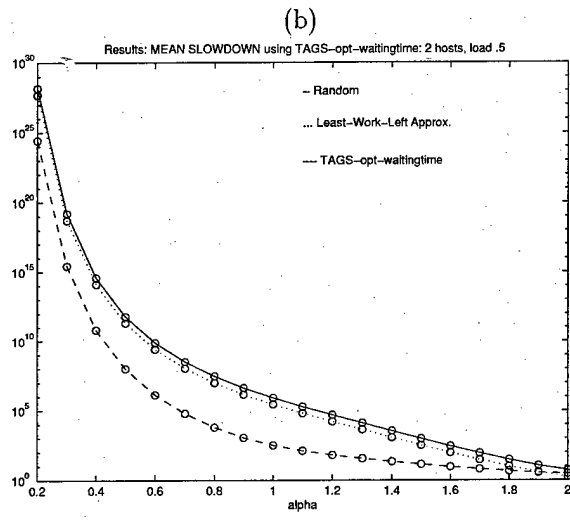 (b)
Results: MEAN SLOWDOWN using TAGS-opt-waitingtime: 2 hosts, load .5
10^30
– Random
... Least-Work-Left Approx.
-- TAGS-opt-waitingtime
10^25
10^20
10^15
10^10
10^5
10^0
0.2 0.4 0.6 0.8 1 1.2 1.4 1.6 1.8 2
alpha